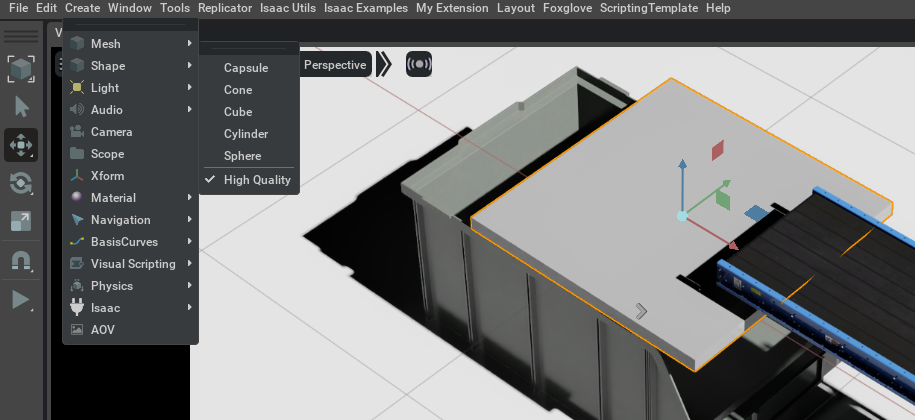 File Edit Create Window Tools Replicator Isaac Utils Isaac Examples My Extension Layout Foxglove ScriptingTemplate Help
Mesh
Shape
Light
Audio
Camera
Scope
Xform
Material
Navigation
BasisCurves
Visual Scripting
Physics
Isaac
AOV
Capsule
Cone
Cube
Cylinder
Sphere
High Quality
Perspective